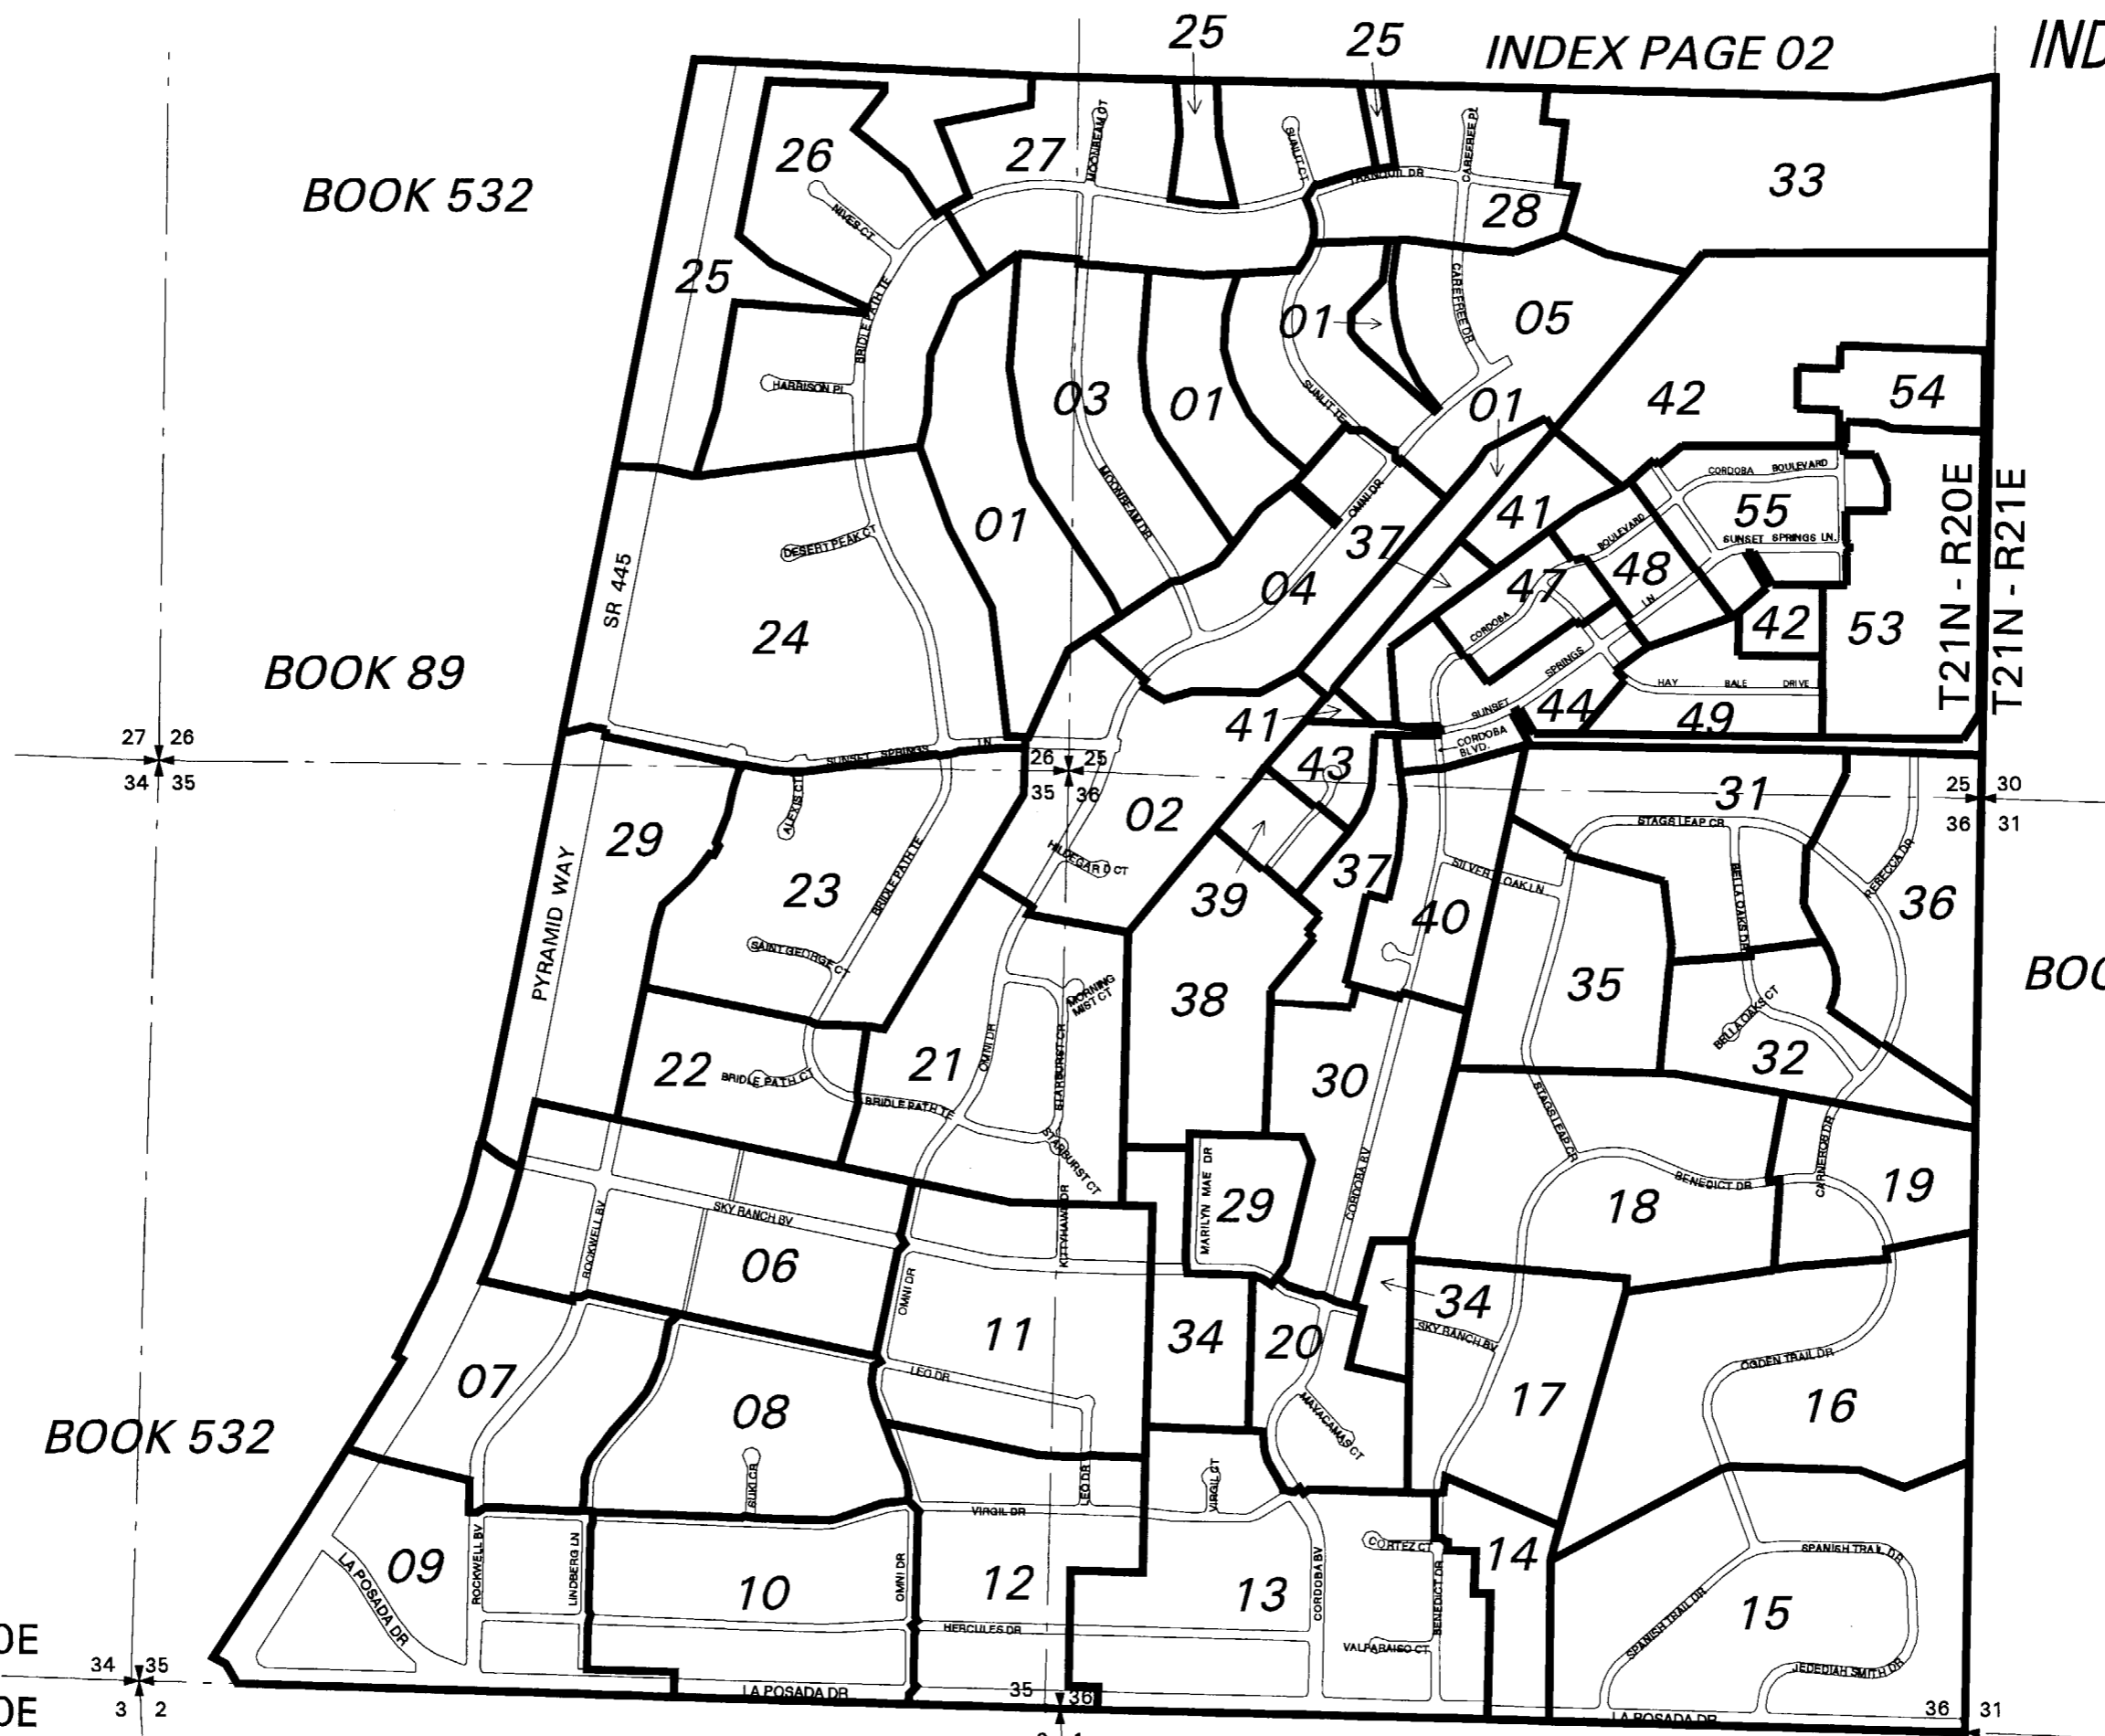 25
25
INDEX PAGE 02
IND
26
27
MOONBEAM CT
SUNLIT CT
CAREFREE PL
TRANQUIL DR
33
BOOK 532
NIVES CT
28
25
BRIDLE PATH TE
01
CAREFREE DR
05
HARRISON PL
03
01
SUNLIT TE
01
42
54
CORDOBA BOULEVARD
MOONBEAM DR
OMNI DR
01
41
55
T21N - R20E
T21N - R21E
DESERT PEAK CT
37
BOULEVARD
SUNSET SPRINGS LN.
SR 445
04
47
48
LN
24
CORDOBA
42
53
BOOK 89
SPRINGS
HAY BALE DRIVE
SUNSET
44
49
41
27 26
34 35
SUNSET SPRINGS LN
26 25
35 36
CORDOBA
BLVD.
43
25 30
36 31
31
ALEXIS CT
02
STAGS LEAP CR
29
HILDEGARD CT
PYRAMID WAY
23
BRIDLE PATH TE
39
37
SILVER OAK LN
BELLA OAKS DR
REBECCA DR
36
40
SAINT GEORGE CT
BOO
MORNING
MIST CT
38
35
BELLA OAKS CT
22
BRIDLE PATH CT
21
OMNI DR
STARBURST CR
30
32
BRIDLE PATH TE
STARBURST CT
STAGS LEAP CR
CARNEROS DR
SKY RANCH BV
KITTYHAWK DR
MARILYN MAE DR
29
CORDOBA BV
18
BENEDICT DR
19
ROCKWELL BV
06
OMNI DR
34
11
34
20
SKY RANCH BV
OGDEN TRAIL DR
07
LEO DR
17
16
08
MAYACAMAS CT
BOOK 532
SUKI CR
LEO DR
VIRGIL CT
VIRGIL DR
09
ROCKWELL BV
LINDBERG LN
CORTEZ CT
14
SPANISH TRAIL DR
LA POSADA DR
10
OMNI DR
12
13
CORDOBA BV
BENEDICT DR
15
SPANISH TRAIL DR
HERCULES DR
VALPARAISO CT
0E
34 35
JEDEDIAH SMITH DR
3 2
0E
LA POSADA DR
35 36
LA POSADA DR
36 31